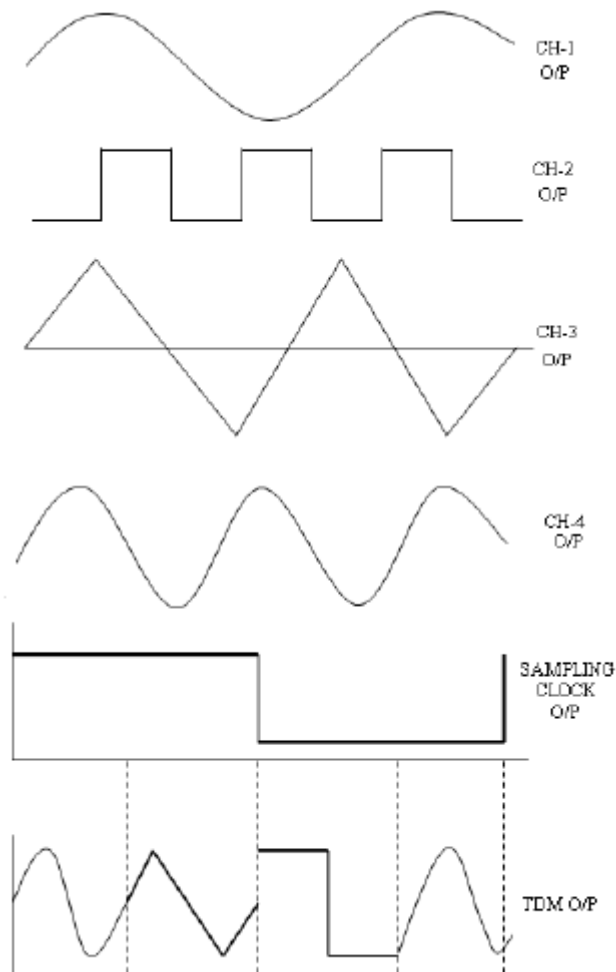 CH-1
O/P
CH-2
O/P
CH-3
O/P
CH-4
O/P
SAMPLING
CLOCK
O/P
TDM O/P